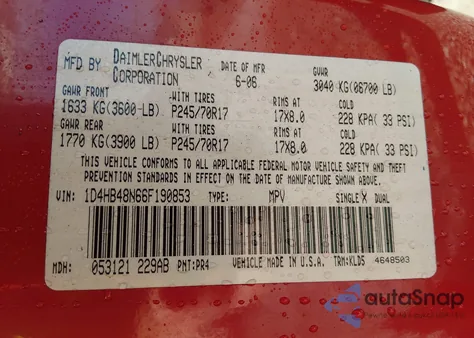 MFD BY DAIMLERCHRYSLER CORPORATION DATE OF MFR 6-06 GVWR 3040 KG(06700 LB)
GAWR FRONT WITH TIRES RIMS AT COLD
1633 KG(3600-LB) P245/70R17 17X8.0 228 KPA( 33 PSI)
GAWR REAR WITH TIRES RIMS AT COLD
1770 KG(3900 LB) P245/70R17 17X8.0 228 KPA( 33 PSI)
THIS VEHICLE CONFORMS TO ALL APPLICABLE FEDERAL MOTOR VEHICLE SAFETY AND THEFT
PREVENTION STANDARDS IN EFFECT ON THE DATE OF MANUFACTURE SHOWN ABOVE.
VIN: 1D4HB48N66F190853 TYPE: MPV SINGLE X DUAL
MDH: 053121 229AB PNT:PR4 VEHICLE MADE IN U.S.A. TRM:KLDS 4648503
autoSnap